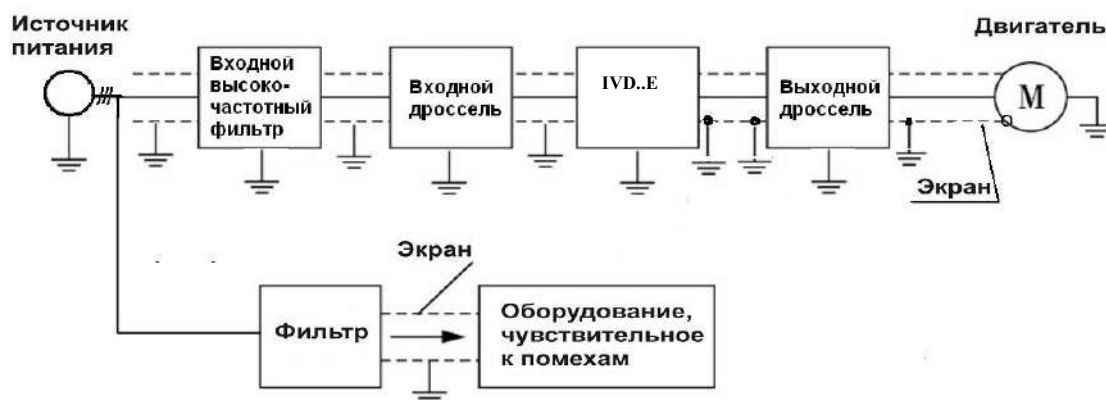 Источник
питания
Входной
высоко-
частотный
фильтр
Входной
дроссель
IVD..E
Выходной
дроссель
Двигатель
M
Экран
Экран
Фильтр
Оборудование,
чувствительное
к помехам